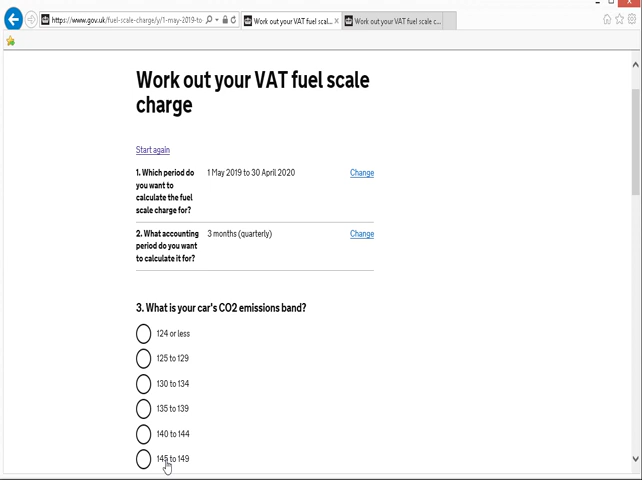 https://www.gov.uk/fuel-scale-charge/y/1-may-2019-to
Work out your VAT fuel scal...
Work out your VAT fuel scale c...
Work out your VAT fuel scale
charge
Start again
1. Which period do
you want to
calculate the fuel
scale charge for?
1 May 2019 to 30 April 2020
Change
2. What accounting
period do you want
to calculate it for?
3 months (quarterly)
Change
3. What is your car's CO2 emissions band?
124 or less
125 to 129
130 to 134
135 to 139
140 to 144
145 to 149